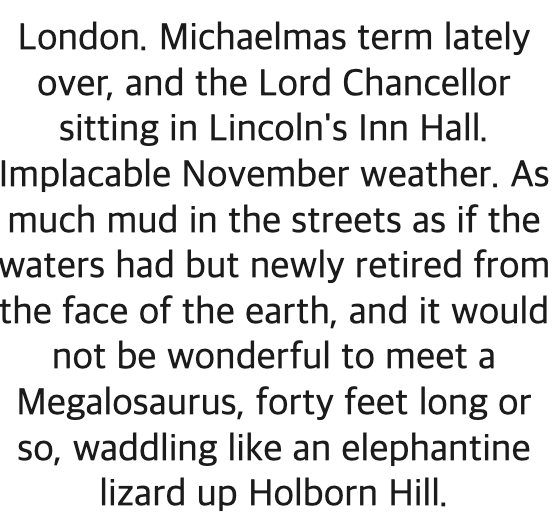 London. Michaelmas term lately
over, and the Lord Chancellor
sitting in Lincoln's Inn Hall.
Implacable November weather. As
much mud in the streets as if the
waters had but newly retired from
the face of the earth, and it would
not be wonderful to meet a
Megalosaurus, forty feet long or
so, waddling like an elephantine
lizard up Holborn Hill.